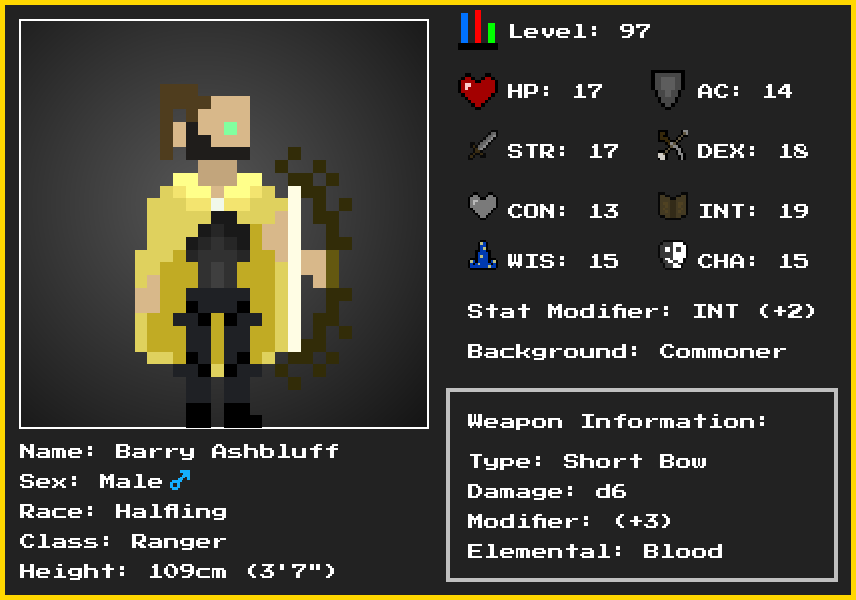 Level: 97
HP: 17
AC: 14
STR: 17
DEX: 18
CON: 13
INT: 19
WIS: 15
CHA: 15
Stat Modifier: INT (+2)
Background: Commoner
Weapon Information:
Type: Short Bow
Damage: d6
Modifier: (+3)
Elemental: Blood
Name: Barry Ashbluff
Sex: Male♂
Race: Halfling
Class: Ranger
Height: 109cm (3'7")